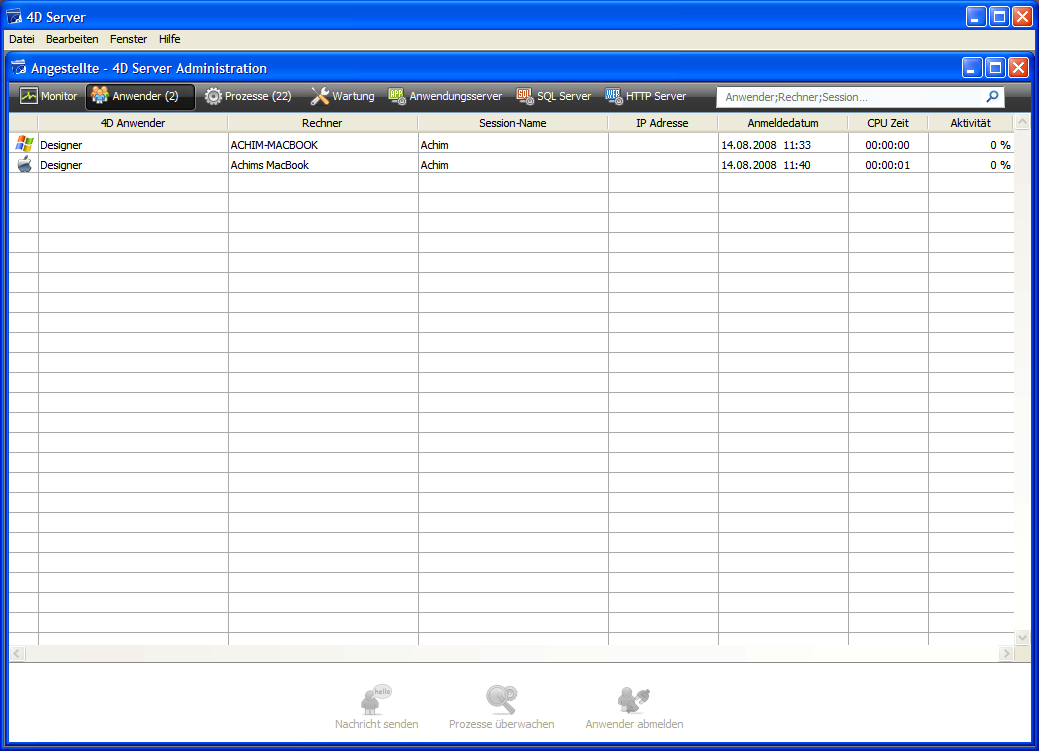 4D Server
Datei Bearbeiten Fenster Hilfe
Angestellte - 4D Server Administration
Monitor Anwender (2) Prozesse (22) Wartung Anwendungsserver SQL Server HTTP Server Anwender;Rechner;Session...
4D Anwender Rechner Session-Name IP Adresse Anmeldedatum CPU Zeit Aktivität
Designer ACHIM-MACBOOK Achim 14.08.2008 11:33 00:00:00 0 %
Designer Achims MacBook Achim 14.08.2008 11:40 00:00:01 0 %
hello
Nachricht senden Prozesse überwachen Anwender abmelden